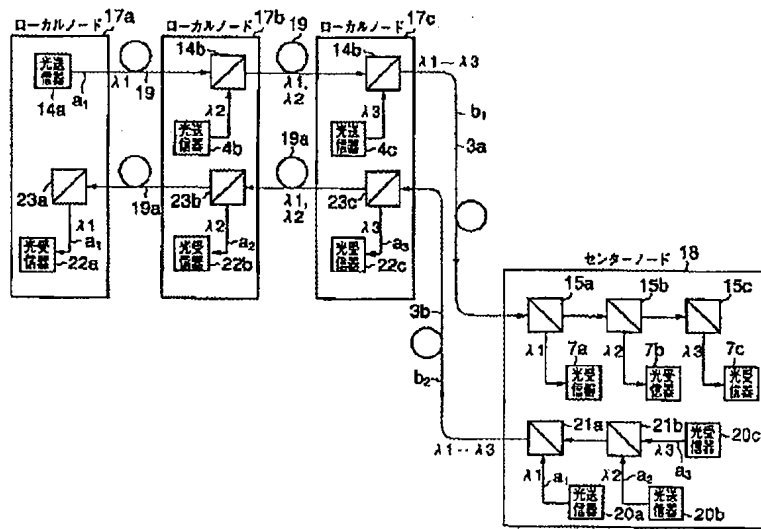 ローカルノード 17a
ローカルノード 17b
19
ローカルノード 17c
光送信器
14a
a1
λ1
19
14b
λ2
光送信器
4b
λ1,
λ2
14b
λ3
光送信器
4c
λ1~λ3
b1
3a
23a
λ1
a1
光受信器
22a
19a
23b
λ2
a2
光受信器
22b
19a
λ1,
λ2
23c
λ3
a3
光受信器
22c
3b
b2
λ1--λ3
センターノード 18
15a
15b
15c
λ1
7a
光受信器
λ2
7b
光受信器
λ3
7c
光受信器
21a
21b
λ3
a3
光受信器
20c
λ1
a1
光送信器
20a
λ2
a2
光送信器
20b